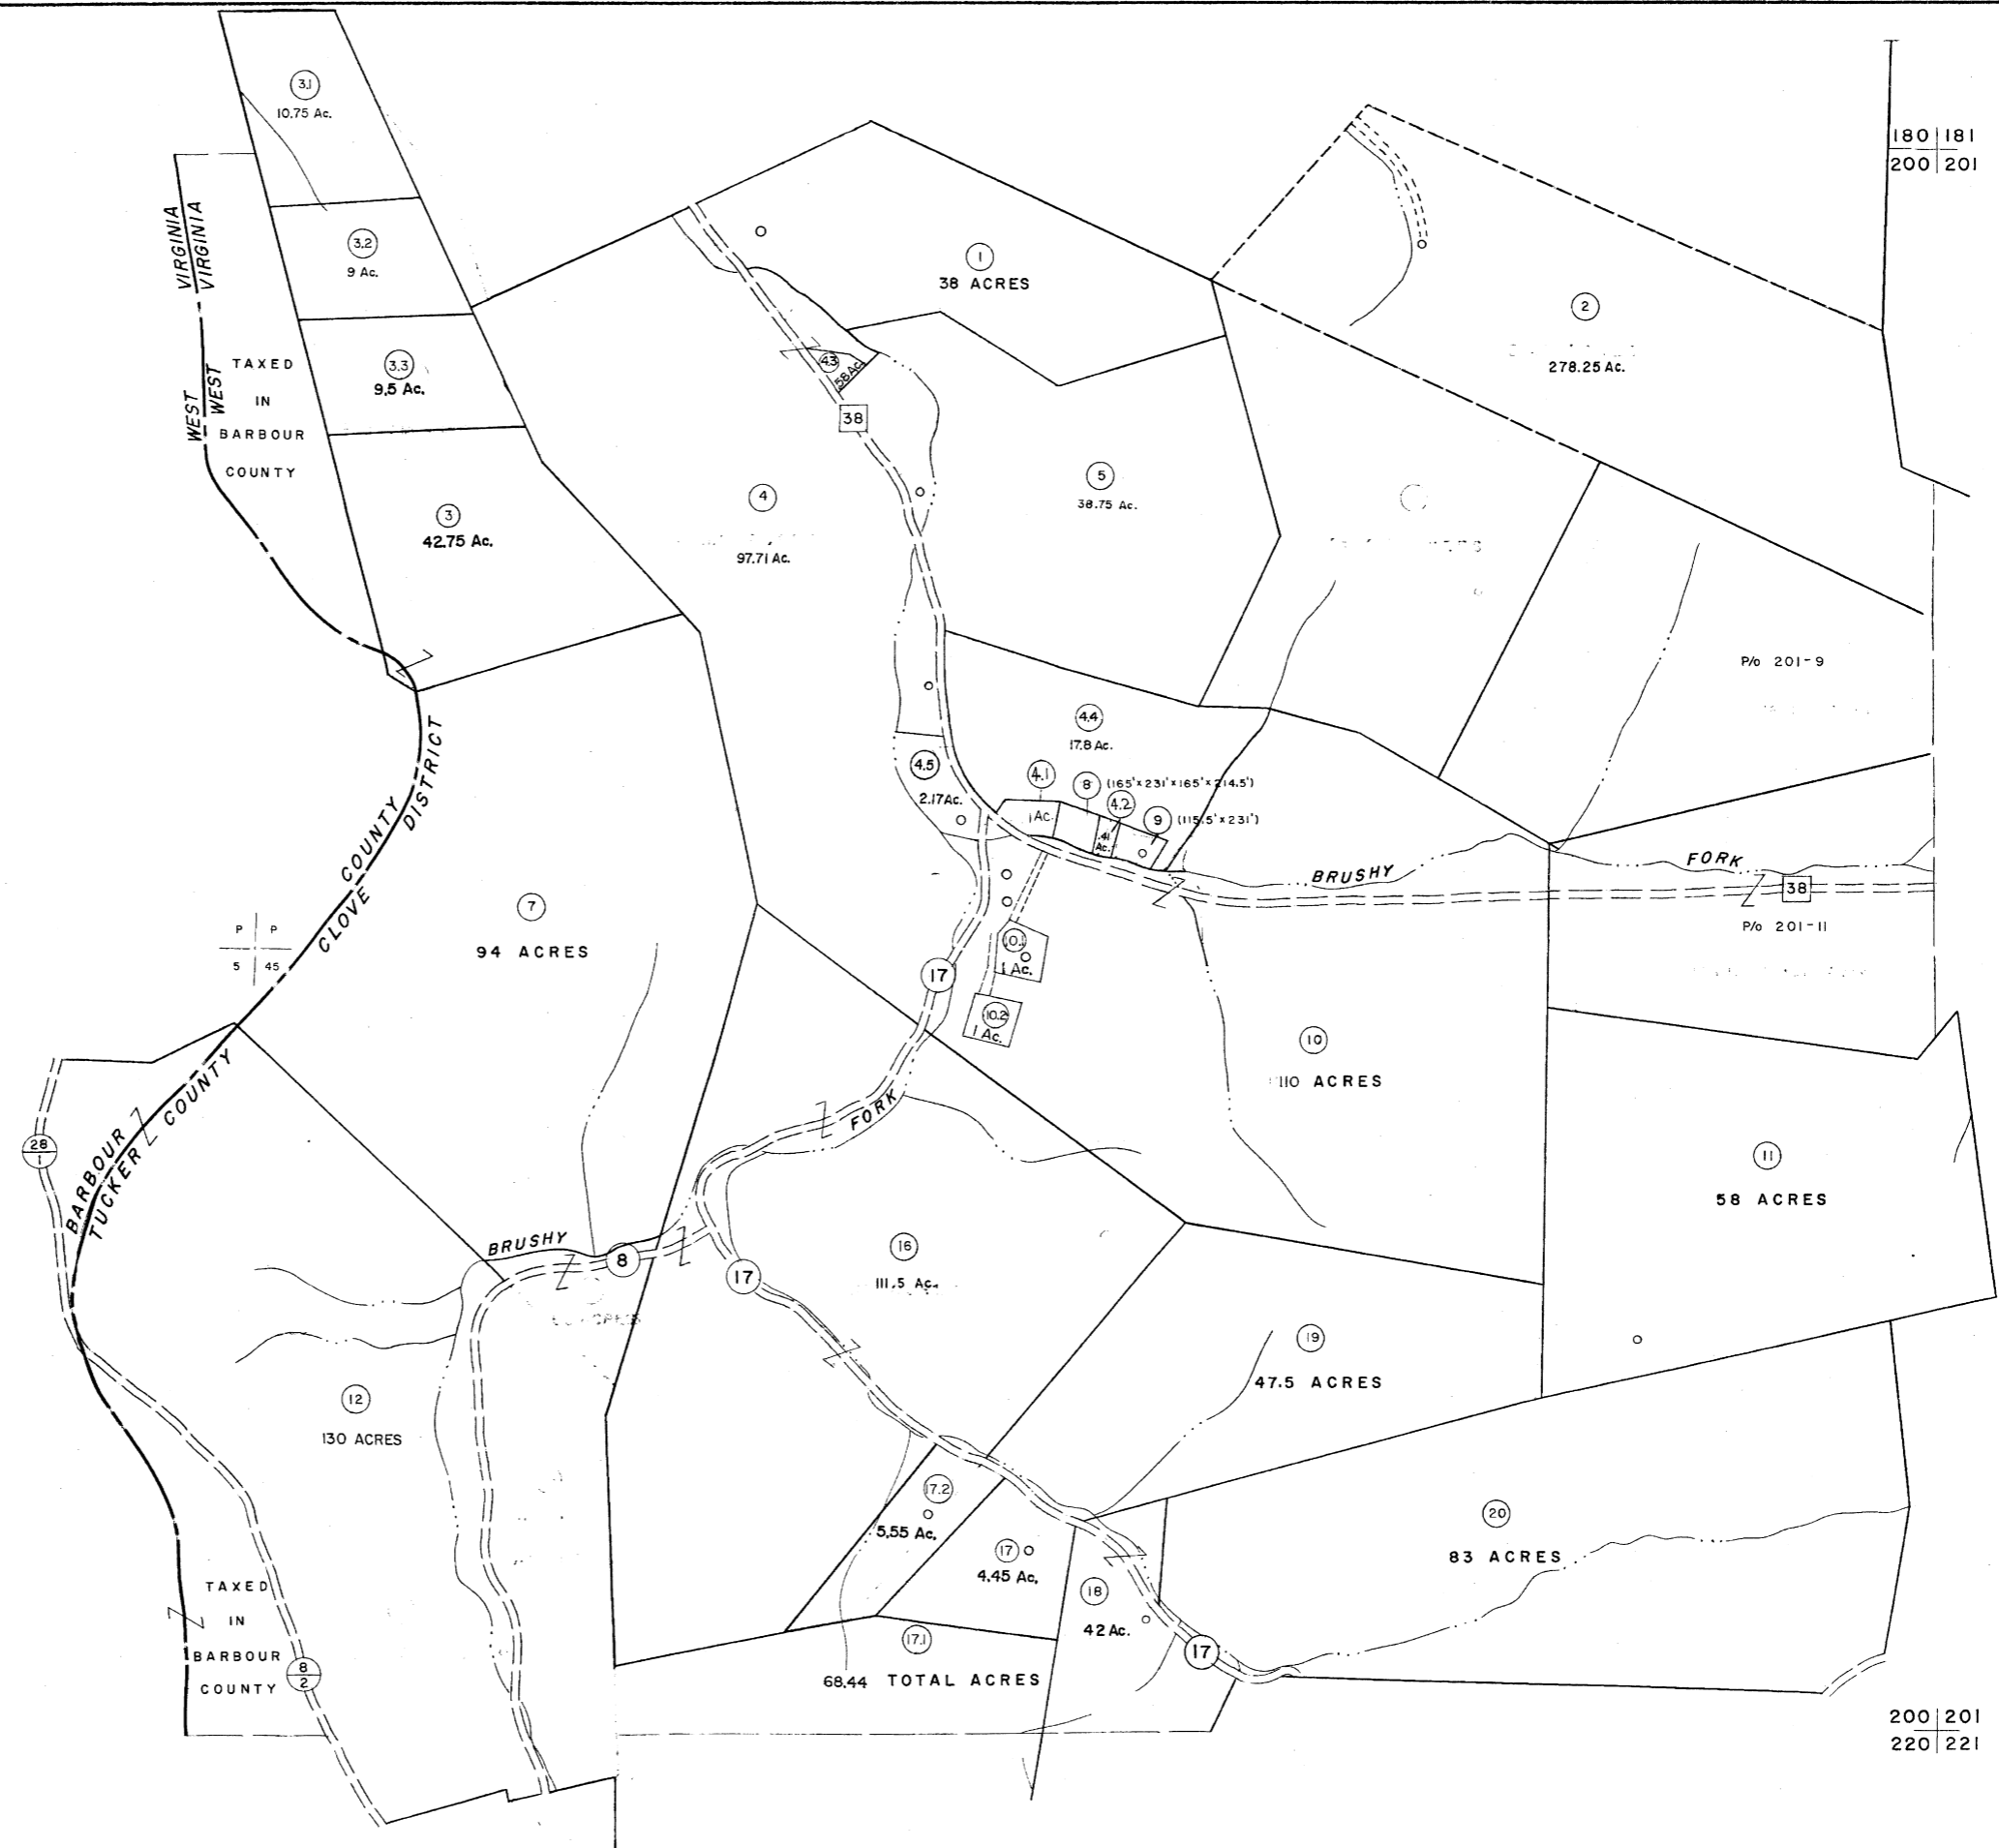 3.1
10.75 Ac.
180 | 181
200 | 201
WEST VIRGINIA
WEST VIRGINIA
3.2
9 Ac.
1
38 ACRES
2
278.25 Ac.
TAXED
IN
BARBOUR
COUNTY
3.3
9.5 Ac.
4.3
.58 Ac.
38
3
42.75 Ac.
4
97.71 Ac.
5
38.75 Ac.
P/o 201-9
4.4
17.8 Ac.
4.5
2.17 Ac.
4.1
1 Ac.
8 (165' x 231' x 165' x 214.5')
4.2
.41
Ac.
9 (115.5' x 231')
BRUSHY FORK
38
P/o 201-11
COUNTY
CLOVE DISTRICT
7
94 ACRES
P | P
5 | 45
17
10.1
1 Ac.
10.2
1 Ac.
10
110 ACRES
28
1
BARBOUR
TUCKER COUNTY
11
58 ACRES
BRUSHY FORK
8
17
16
111.5 Ac.
19
47.5 ACRES
12
130 ACRES
17.2
5.55 Ac.
17
4.45 Ac.
18
42 Ac.
20
83 ACRES
17
TAXED
IN
BARBOUR
COUNTY
8
2
17.1
68.44 TOTAL ACRES
200 | 201
220 | 221